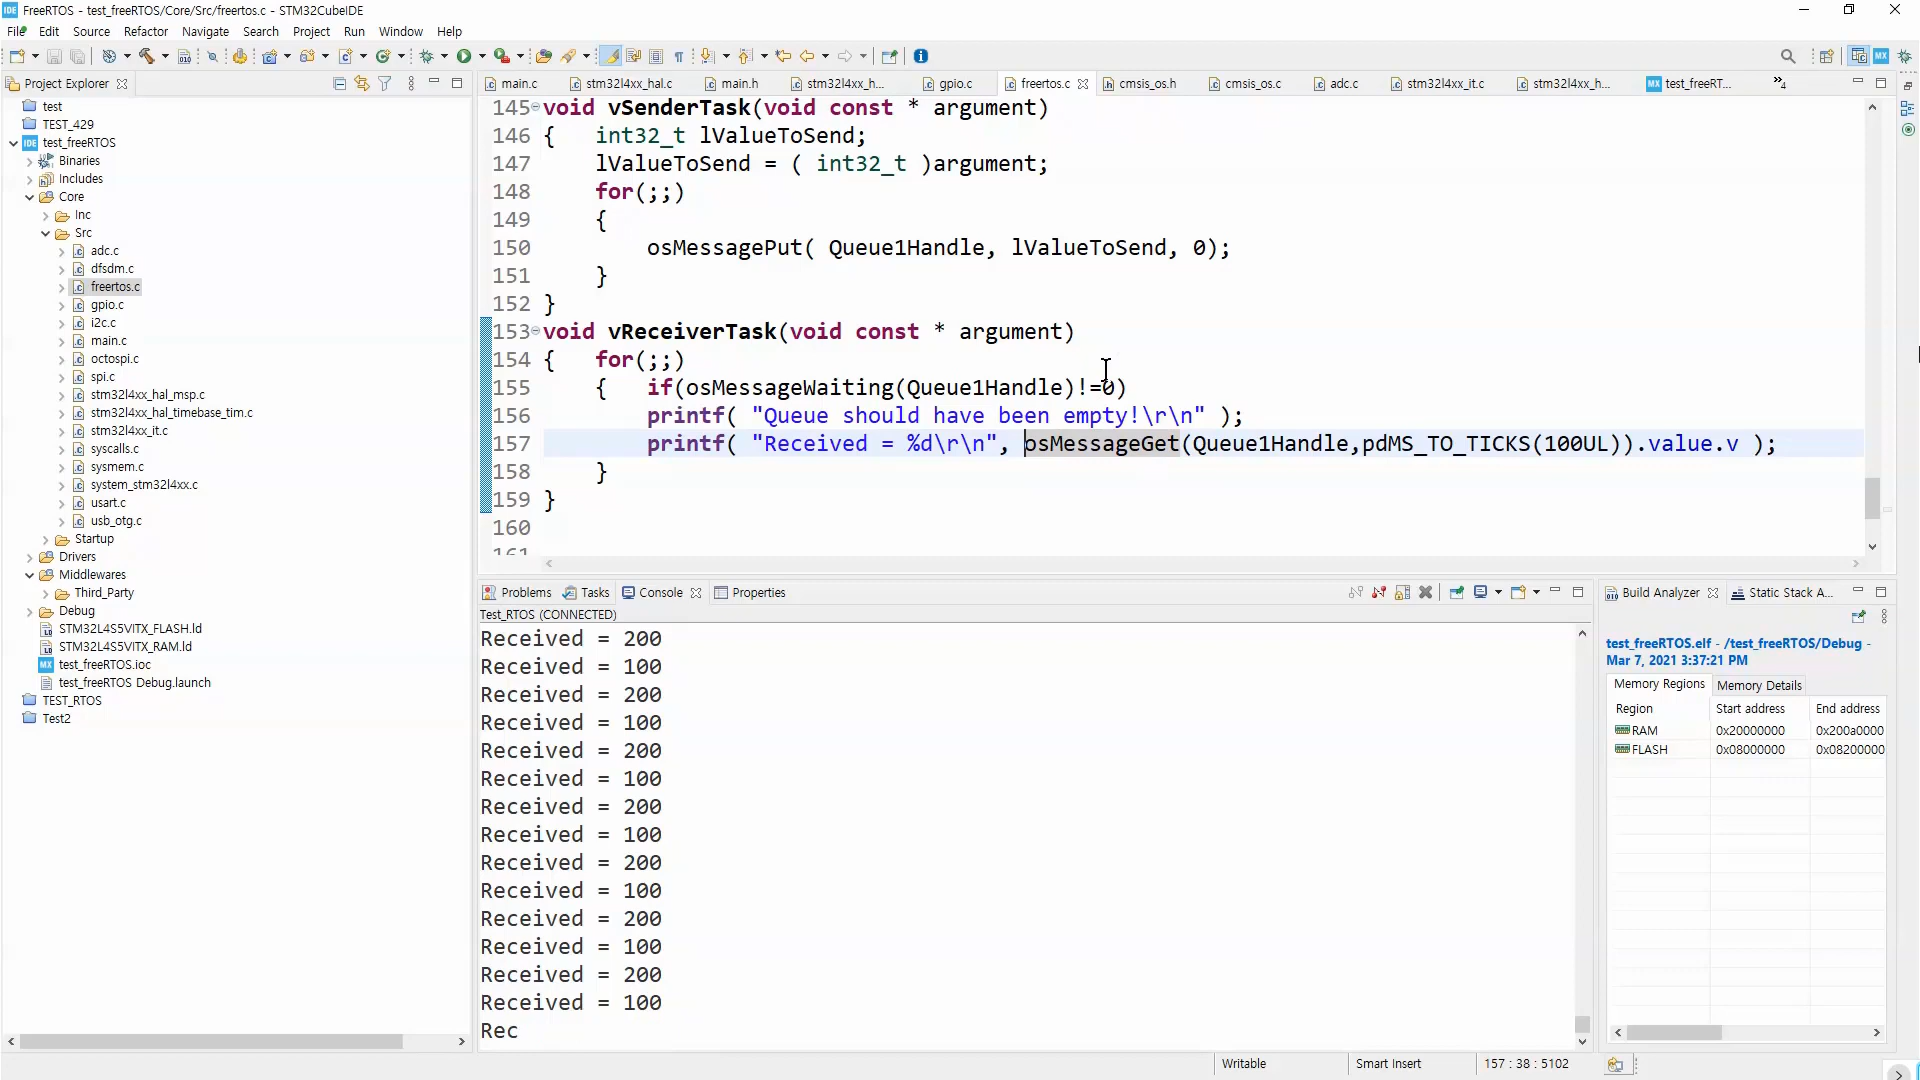 FreeRTOS - test_freeRTOS/Core/Src/freertos.c - STM32CubeIDE
File Edit Source Refactor Navigate Search Project Run Window Help
Project Explorer
test
TEST_429
test_freeRTOS
Binaries
Includes
Core
Inc
Src
adc.c
dfsdm.c
freertos.c
gpio.c
i2c.c
main.c
octospi.c
spi.c
stm32l4xx_hal_msp.c
stm32l4xx_hal_timebase_tim.c
stm32l4xx_it.c
syscalls.c
sysmem.c
system_stm32l4xx.c
usart.c
usb_otg.c
Startup
Drivers
Middlewares
Third_Party
Debug
STM32L4S5VITX_FLASH.ld
STM32L4S5VITX_RAM.ld
test_freeRTOS.ioc
test_freeRTOS Debug.launch
TEST_RTOS
Test2
main.c stm32l4xx_hal.c main.h stm32l4xx_h... gpio.c freertos.c cmsis_os.h cmsis_os.c adc.c stm32l4xx_it.c stm32l4xx_h... test_freeRT... »4
145 void vSenderTask(void const * argument)
146 { int32_t lValueToSend;
147 lValueToSend = ( int32_t )argument;
148 for(;;)
149 {
150 osMessagePut( Queue1Handle, lValueToSend, 0);
151 }
152 }
153 void vReceiverTask(void const * argument)
154 { for(;;)
155 { if(osMessageWaiting(Queue1Handle)!=0)
156 printf( "Queue should have been empty!\r\n" );
157 printf( "Received = %d\r\n", osMessageGet(Queue1Handle,pdMS_TO_TICKS(100UL)).value.v );
158 }
159 }
160
161
Problems Tasks Console Properties
Test_RTOS (CONNECTED)
Received = 200
Received = 100
Received = 200
Received = 100
Received = 200
Received = 100
Received = 200
Received = 100
Received = 200
Received = 100
Received = 200
Received = 100
Received = 200
Received = 100
Rec
Build Analyzer Static Stack A...
test_freeRTOS.elf - /test_freeRTOS/Debug -
Mar 7, 2021 3:37:21 PM
Memory Regions Memory Details
Region Start address End address
RAM 0x20000000 0x200a0000
FLASH 0x08000000 0x08200000
Writable Smart Insert 157 : 38 : 5102